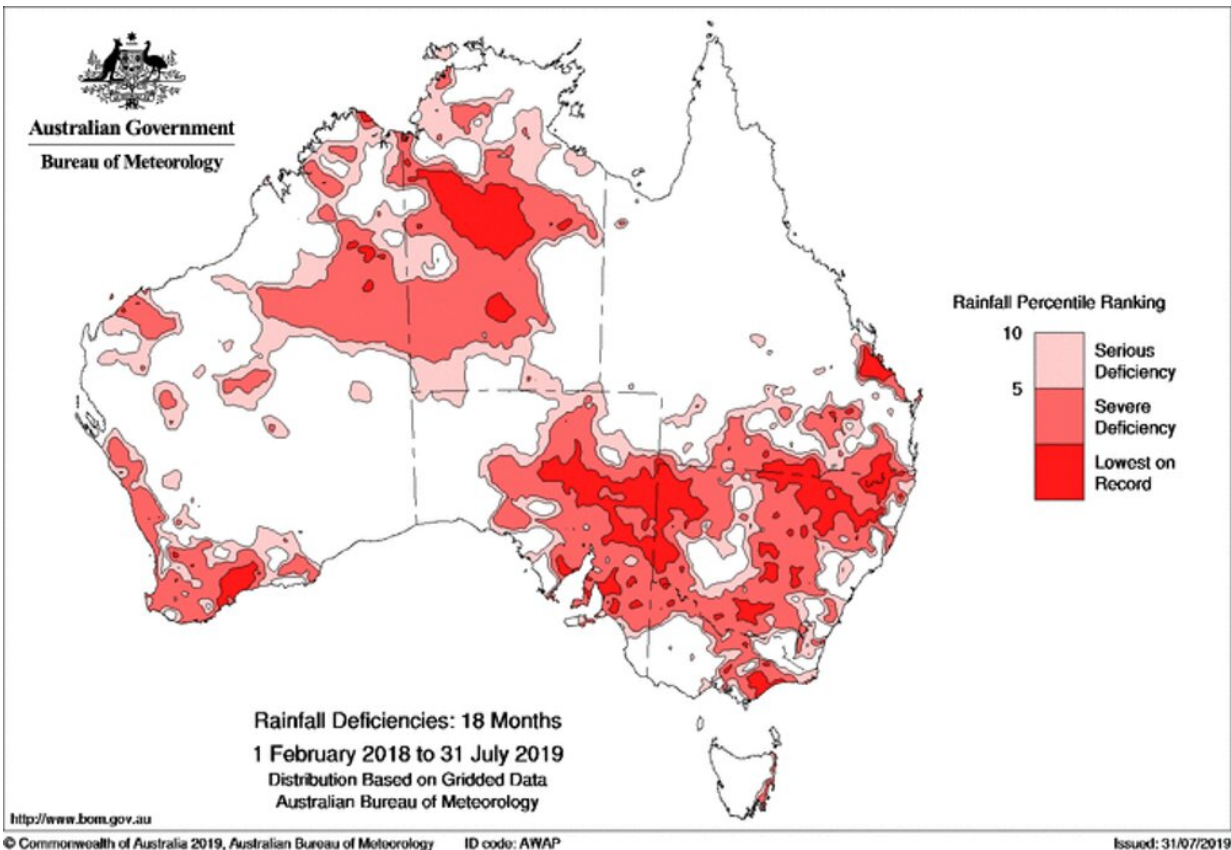 Australian Government
Bureau of Meteorology
Rainfall Percentile Ranking
10
Serious
Deficiency
5
Severe
Deficiency
Lowest on
Record
Rainfall Deficiencies: 18 Months
1 February 2018 to 31 July 2019
Distribution Based on Gridded Data
Australian Bureau of Meteorology
http://www.bom.gov.au
© Commonwealth of Australia 2019, Australian Bureau of Meteorology ID code: AWAP Issued: 31/07/2019